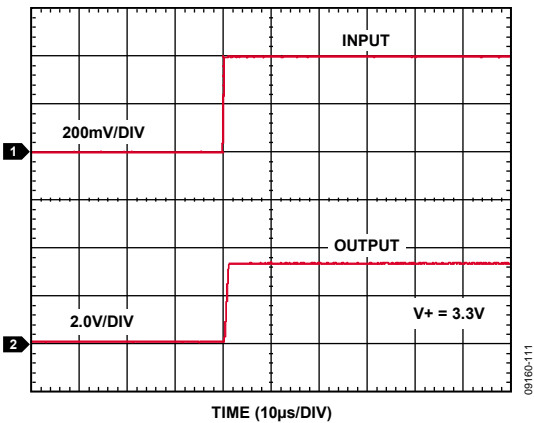 INPUT
200mV/DIV
1
OUTPUT
2.0V/DIV
V+ = 3.3V
2
TIME (10µs/DIV)
09160-111